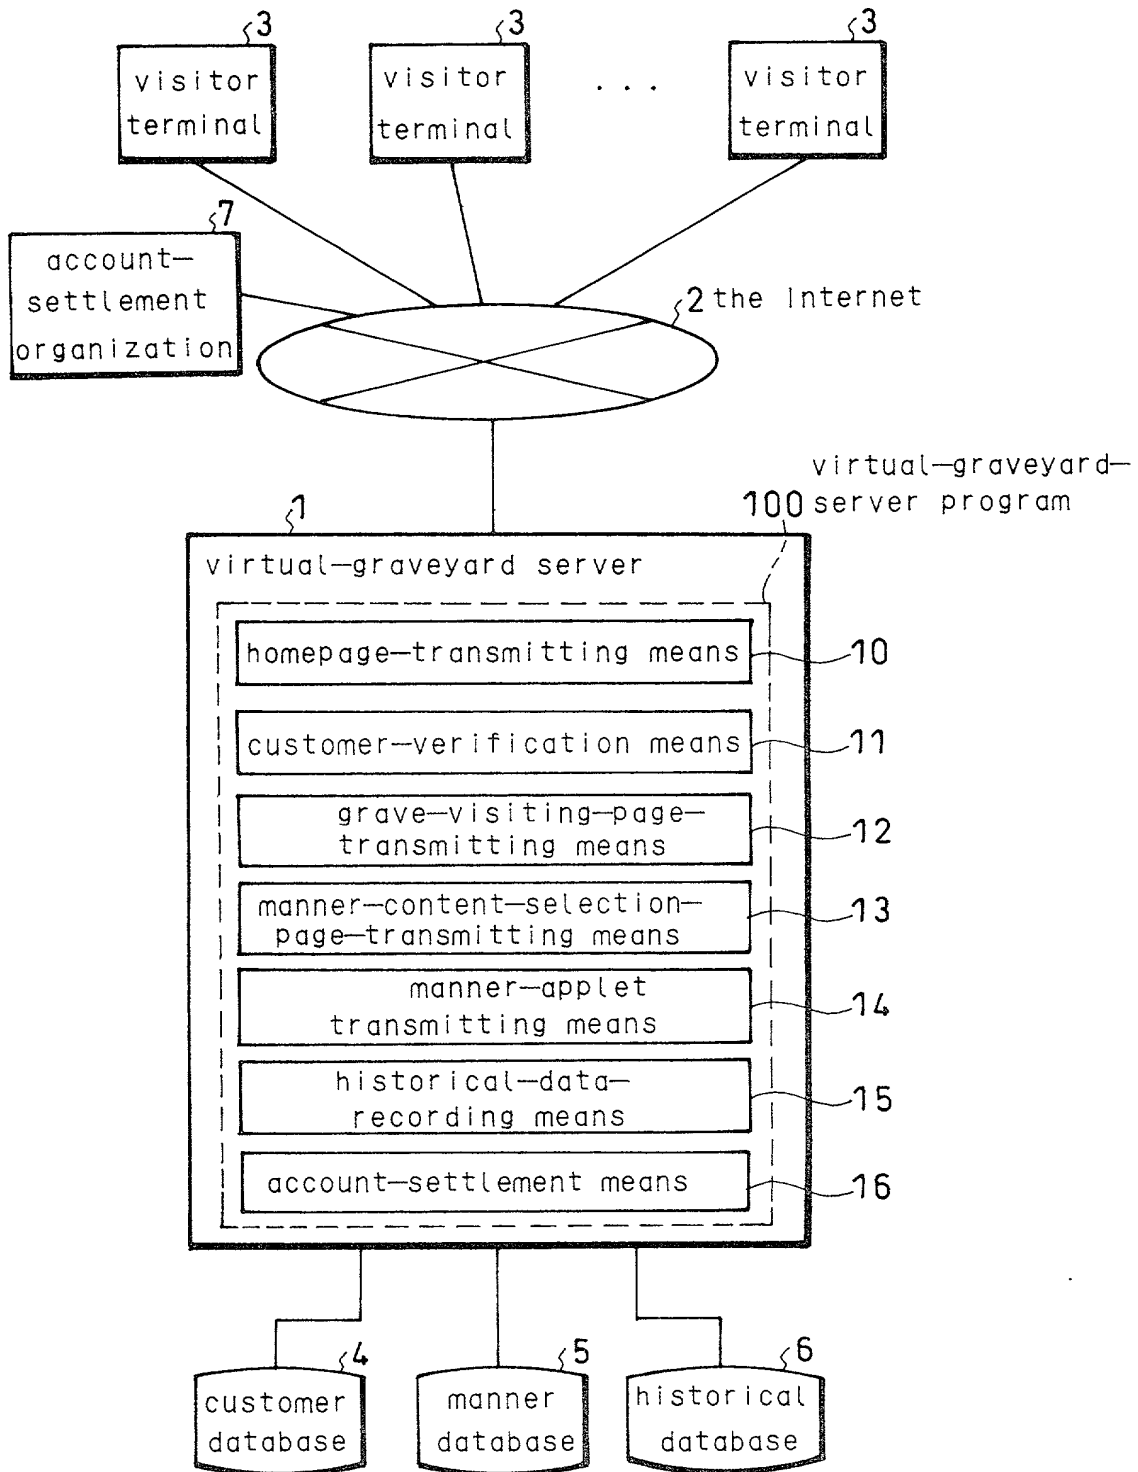 3
3
3
visitor
terminal
visitor
terminal
. . .
visitor
terminal
7
account—
settlement
organization
2 the Internet
virtual—graveyard—
server program
100
1
virtual—graveyard server
homepage—transmitting means
10
customer—verification means
11
grave—visiting—page—
transmitting means
12
manner—content—selection—
page—transmitting means
13
manner—applet
transmitting means
14
historical—data—
recording means
15
account—settlement means
16
4
customer
database
5
manner
database
6
historical
database